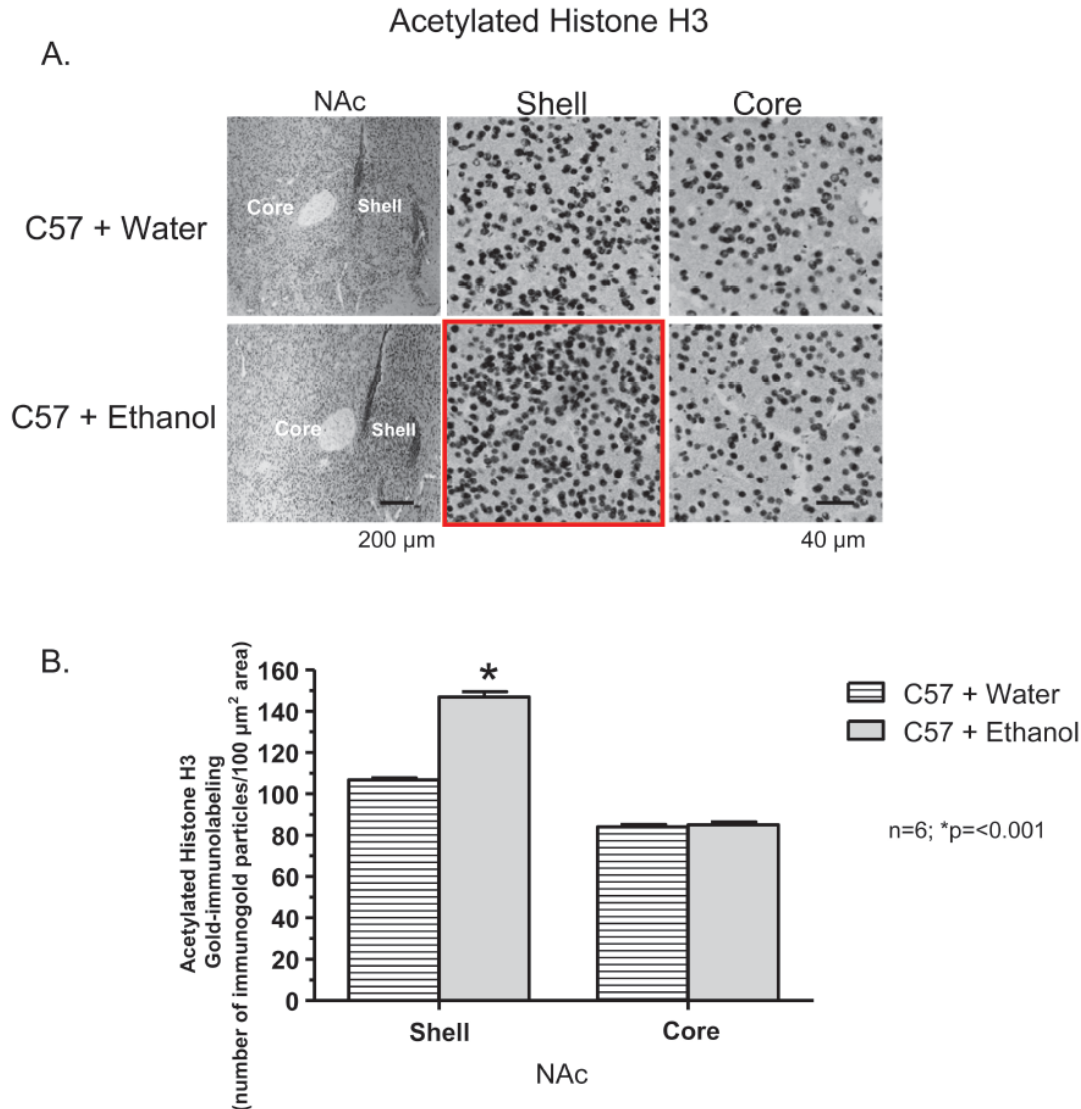 Acetylated Histone H3
A.
NAc
Shell
Core
C57 + Water
Core
Shell
C57 + Ethanol
Core
Shell
200 µm
40 µm
B.
Acetylated Histone H3
Gold-immunolabeling
(number of immunogold particles/100 µm² area)
160
140
120
100
80
60
40
20
0
*
Shell
Core
NAc
C57 + Water
C57 + Ethanol
n=6; *p=<0.001